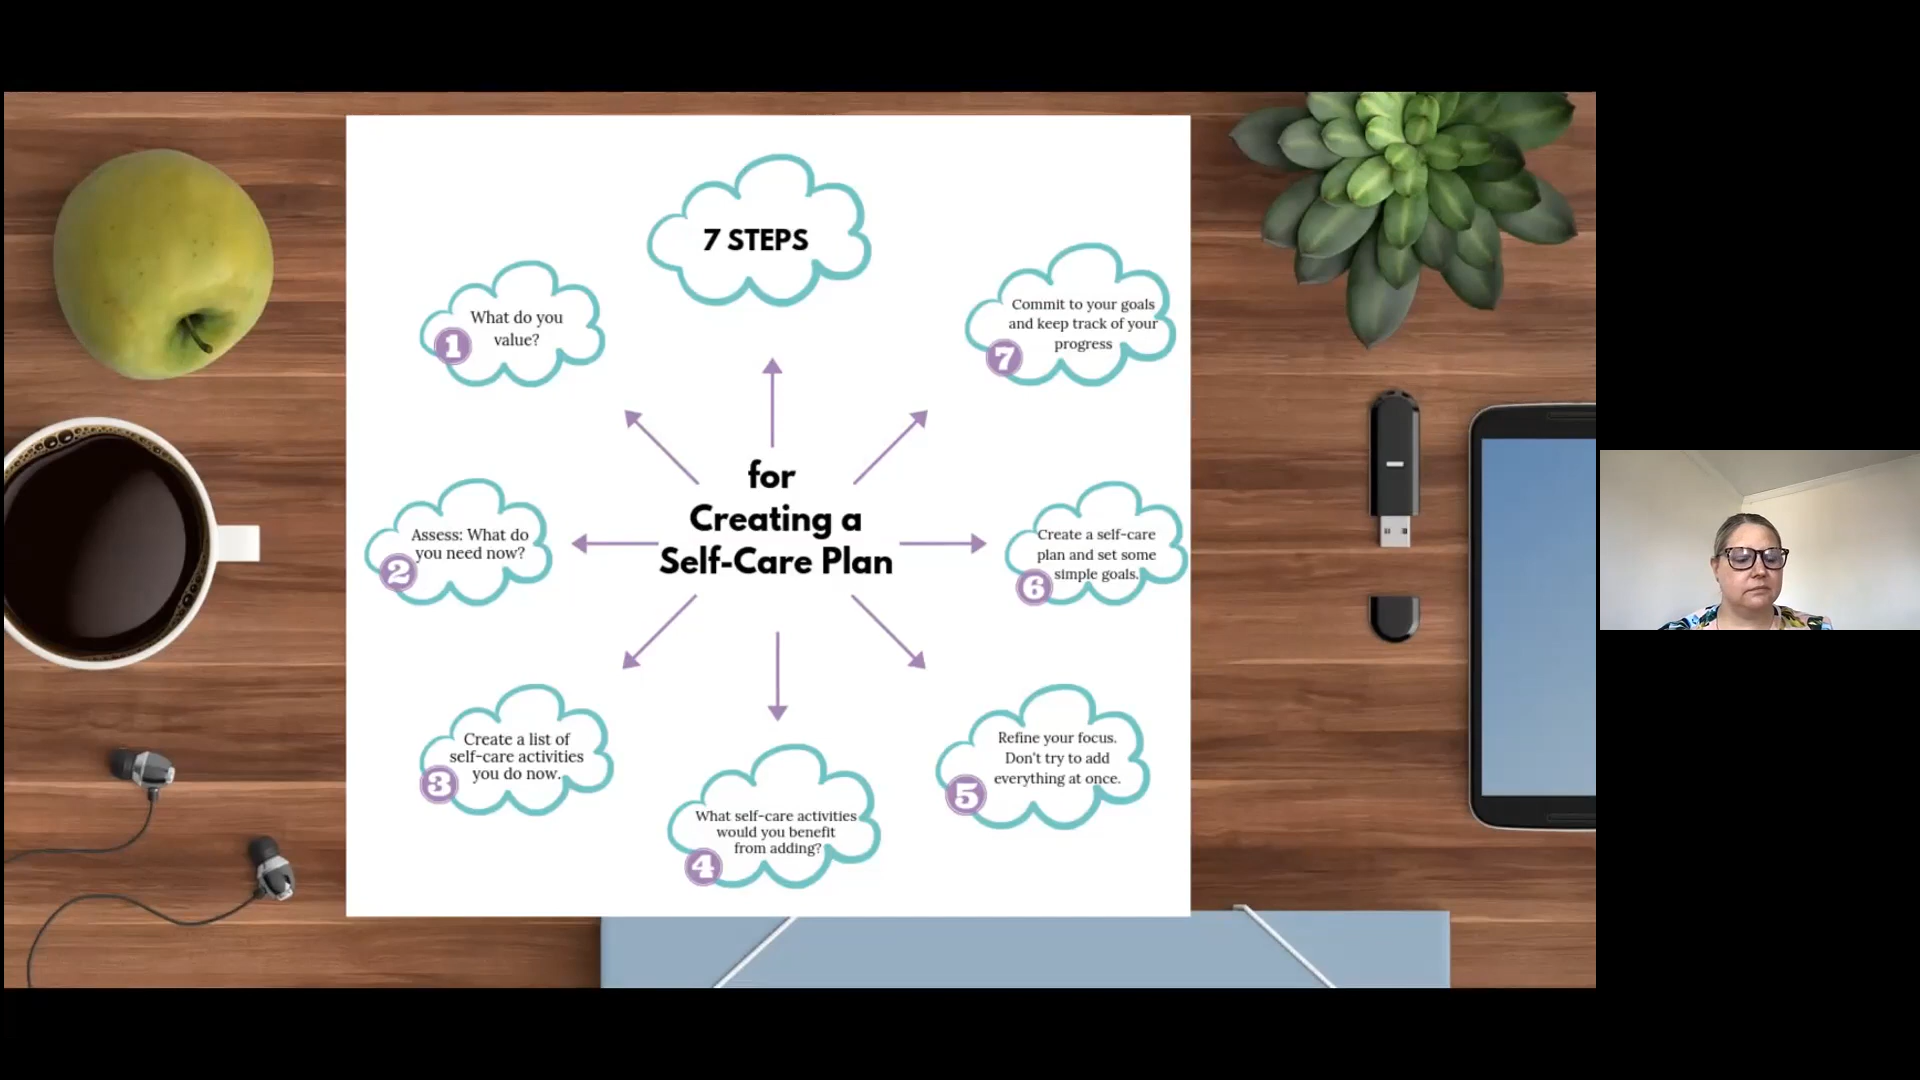 7 STEPS
for
Creating a
Self-Care Plan
1
What do you
value?
2
Assess: What do
you need now?
3
Create a list of
self-care activities
you do now.
4
What self-care activities
would you benefit
from adding?
5
Refine your focus.
Don't try to add
everything at once.
6
Create a self-care
plan and set some
simple goals.
7
Commit to your goals
and keep track of your
progress